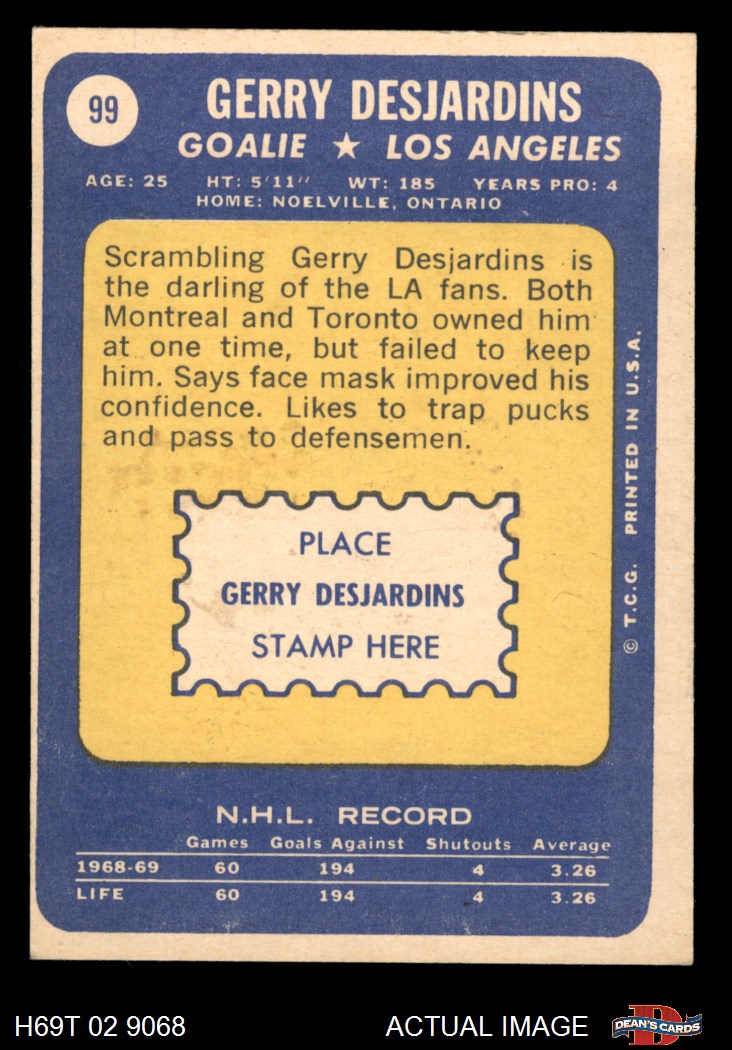 99
GERRY DESJARDINS
GOALIE ★ LOS ANGELES
AGE: 25 HT: 5'11" WT: 185 YEARS PRO: 4
HOME: NOELVILLE, ONTARIO
Scrambling Gerry Desjardins is
the darling of the LA fans. Both
Montreal and Toronto owned him
at one time, but failed to keep
him. Says face mask improved his
confidence. Likes to trap pucks
and pass to defensemen.
PLACE
GERRY DESJARDINS
STAMP HERE
© T.C.G. PRINTED IN U.S.A.
N.H.L. RECORD
Games Goals Against Shutouts Average
1968-69 60 194 4 3.26
LIFE 60 194 4 3.26
H69T 02 9068 ACTUAL IMAGE
D
DEAN'S CARDS